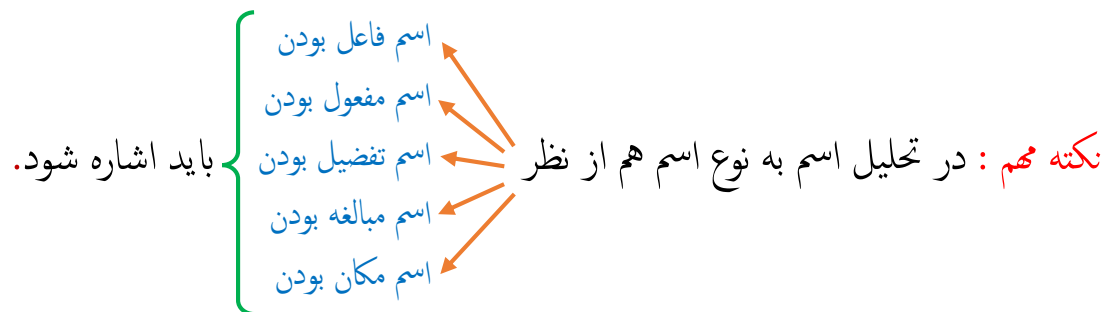 نکته مهم : در تحلیل اسم به نوع اسم هم از نظر
اسم فاعل بودن
اسم مفعول بودن
اسم تفضیل بودن
اسم مبالغه بودن
اسم مکان بودن
باید اشاره شود.